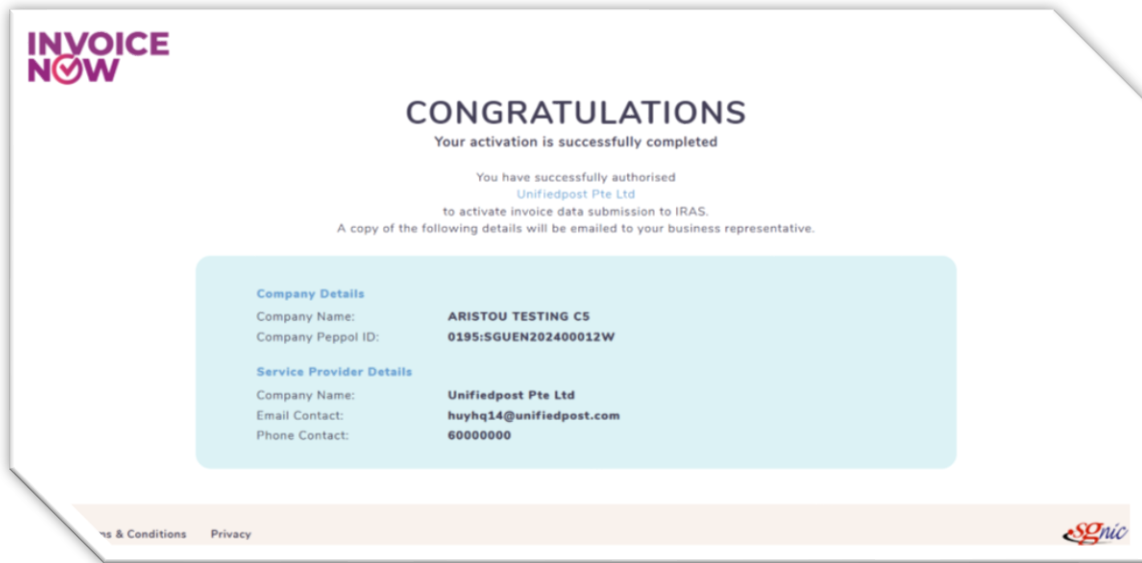 INVOICE
NOW
CONGRATULATIONS
Your activation is successfully completed
You have successfully authorised
Unifiedpost Pte Ltd
to activate invoice data submission to IRAS.
A copy of the following details will be emailed to your business representative.
Company Details
Company Name: ARISTOU TESTING C5
Company Peppol ID: 0195:SGUEN202400012W
Service Provider Details
Company Name: Unifiedpost Pte Ltd
Email Contact: huyhq14@unifiedpost.com
Phone Contact: 60000000
& Conditions Privacy
sgnic